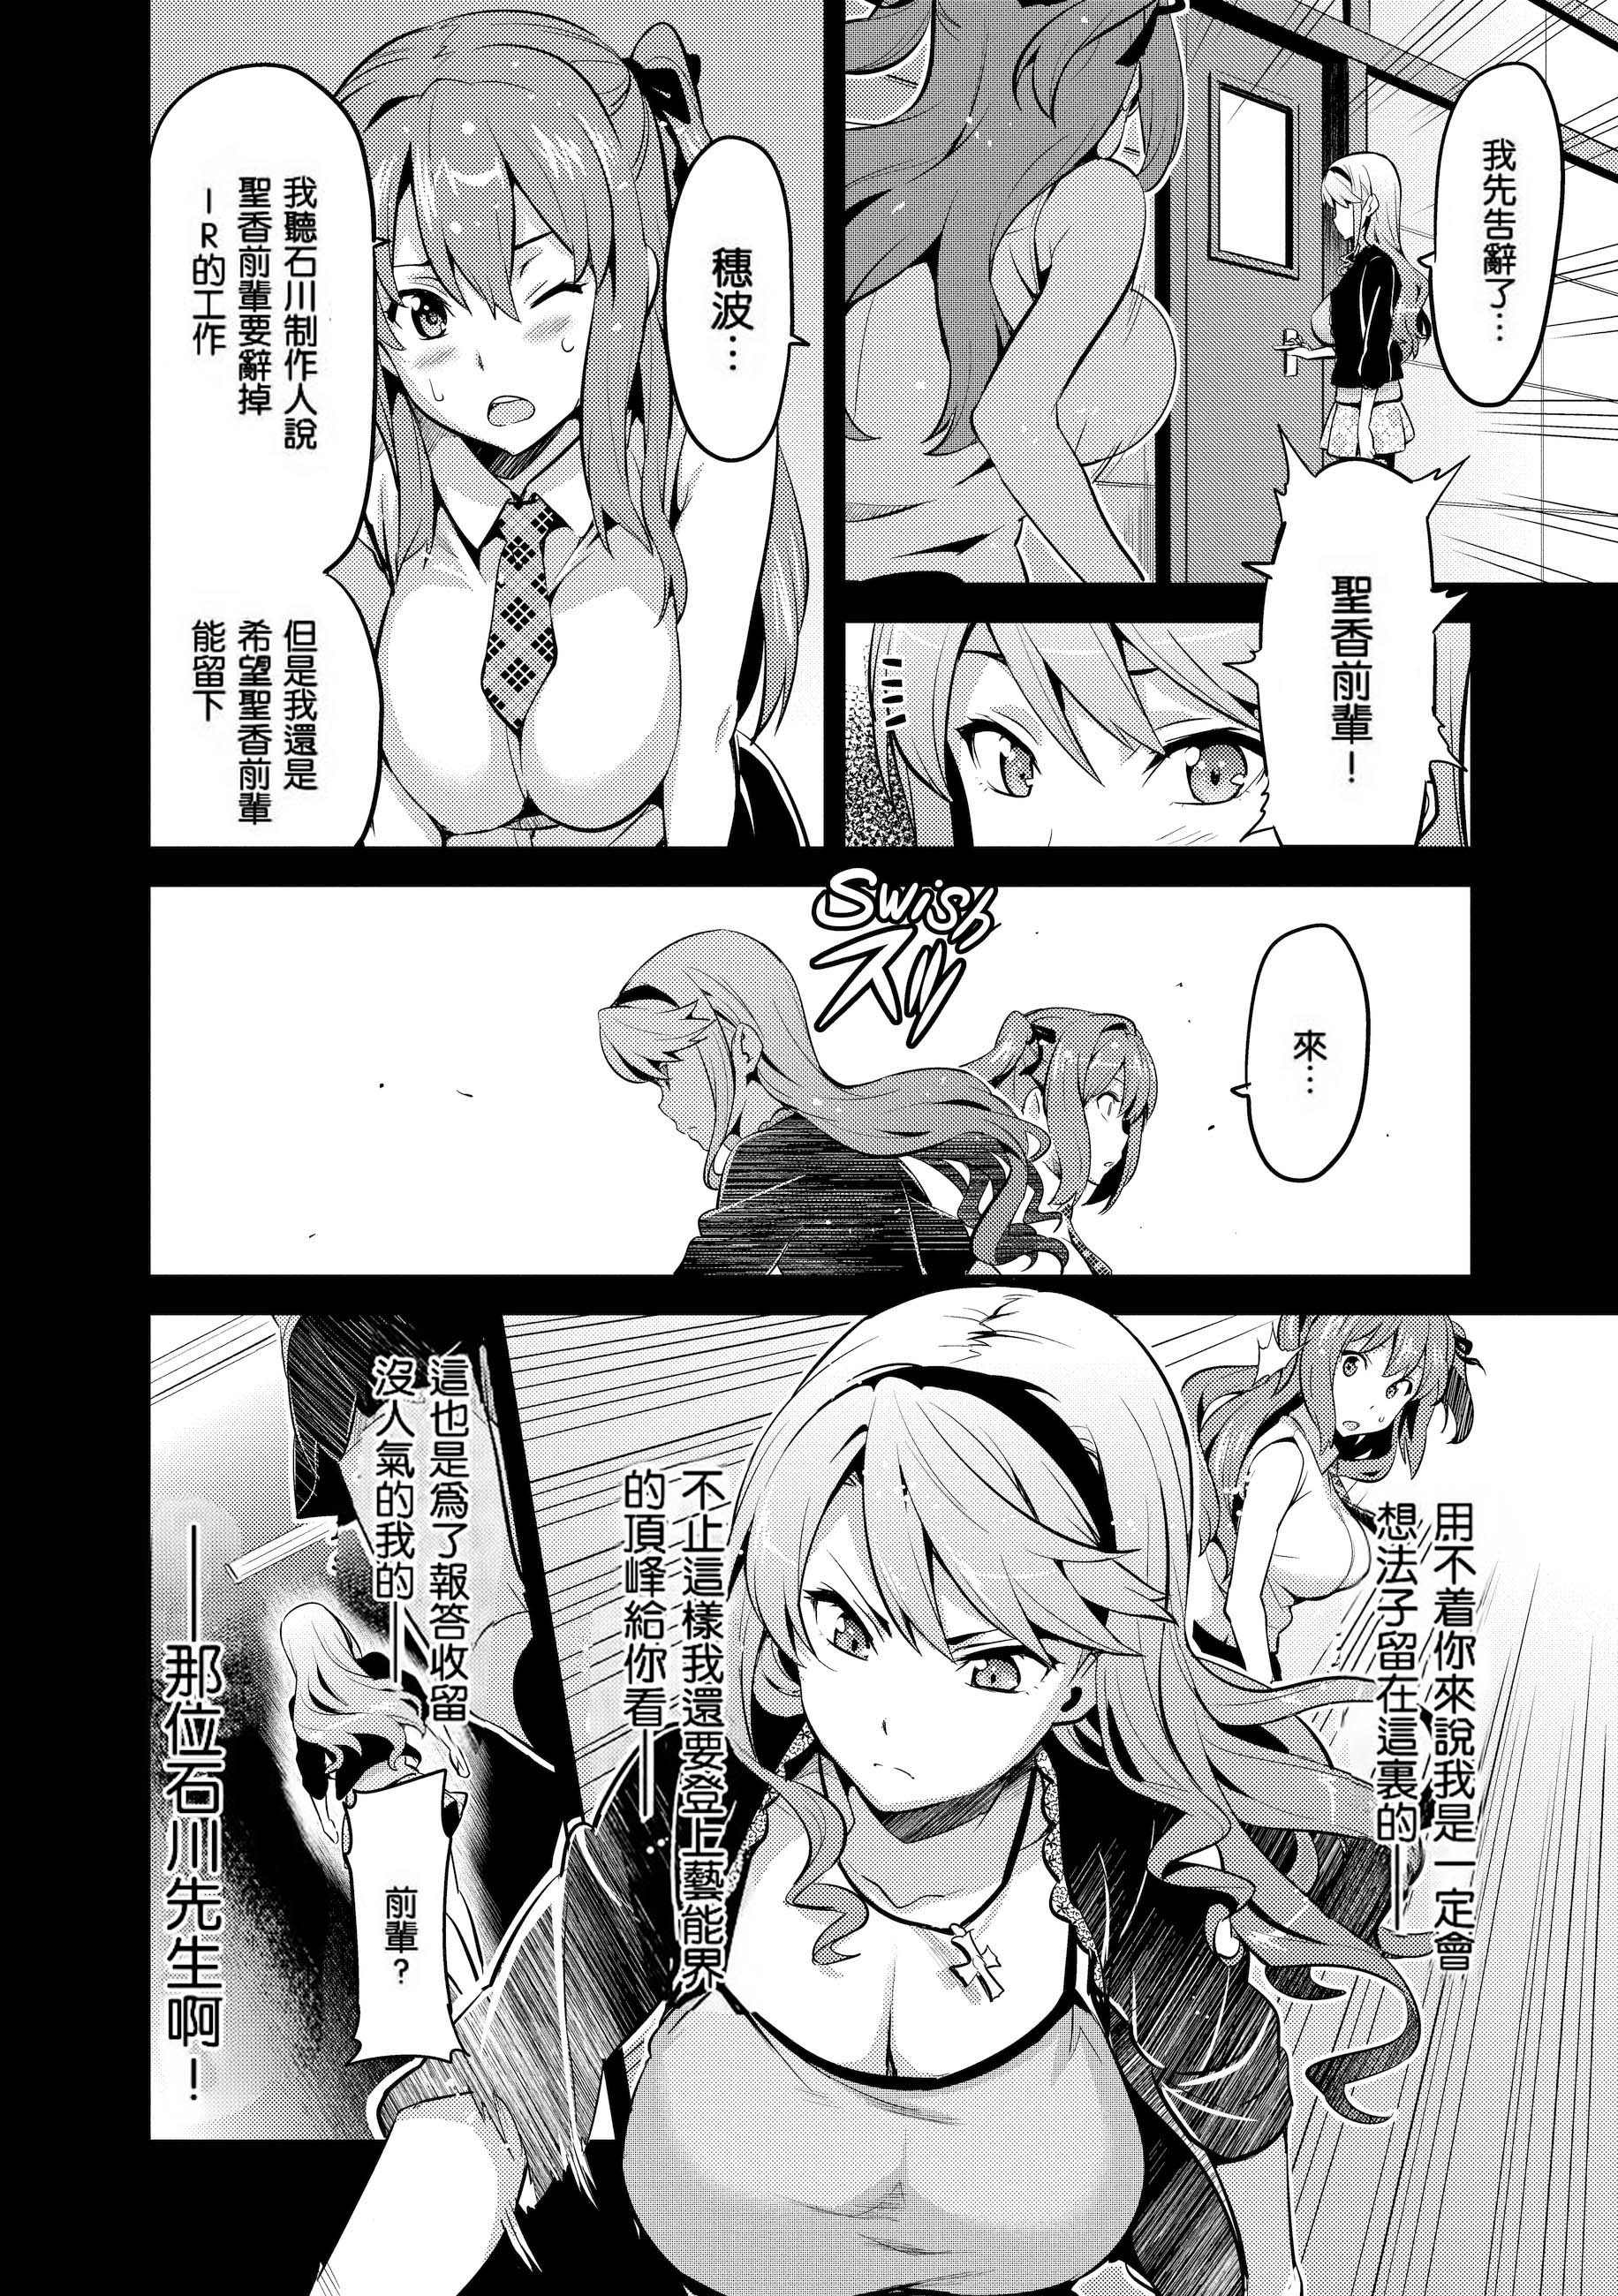 我先告辭了…
聖香前輩！
穗波…
我聽石川制作人說
聖香前輩要辭掉
IR的工作
但是我還是
希望聖香前輩
能留下
Swish
スッ
來…
用不着你來說我是一定會
想法子留在這裏的——
不止這樣我還要登上藝能界
的頂峰給你看——
這也是為了報答收留
沒人氣的我的——
前輩？
——那位石川先生啊！